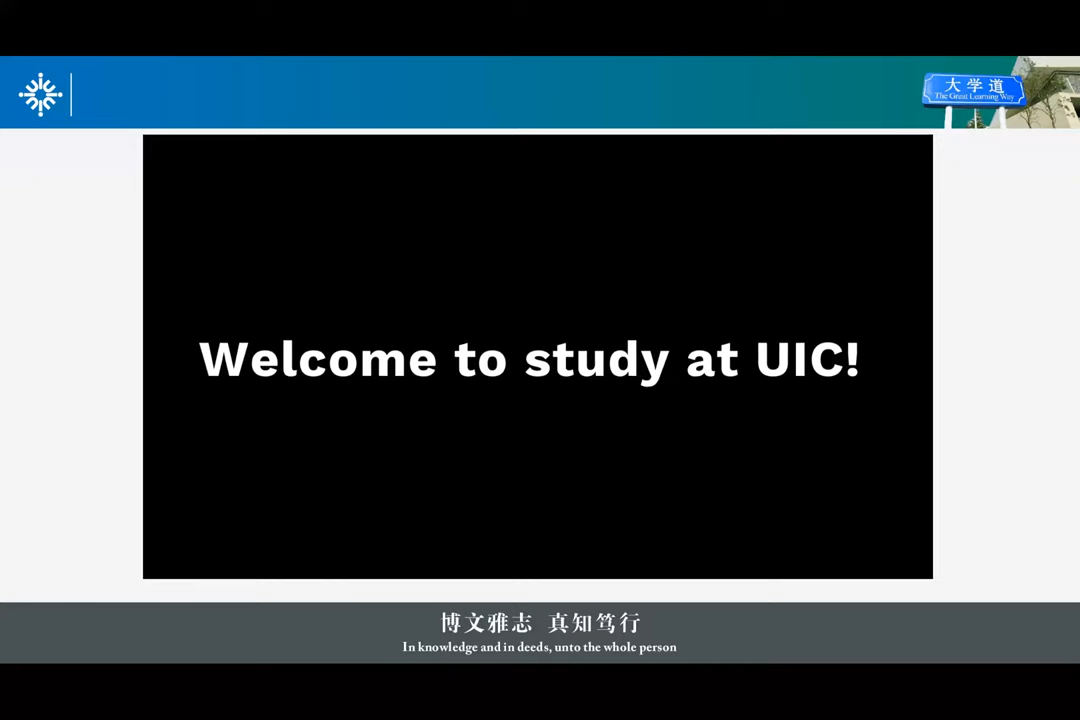 大学道
The Great Learning Way
Welcome to study at UIC!
博文雅志 真知笃行
In knowledge and in deeds, unto the whole person